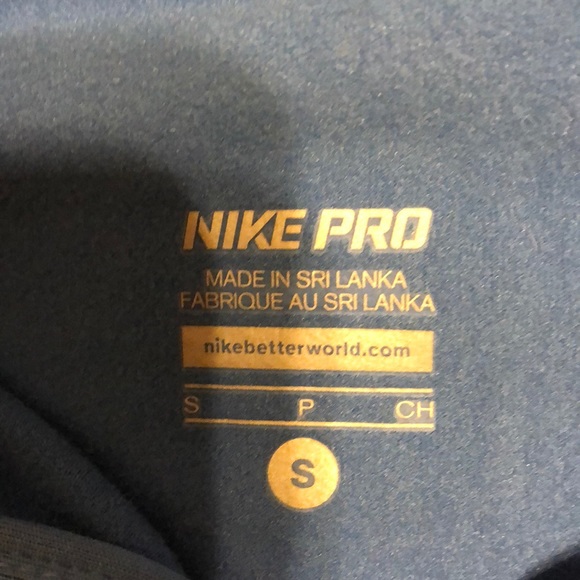 NIKE PRO
MADE IN SRI LANKA
FABRIQUE AU SRI LANKA
nikebetterworld.com
S P CH
S